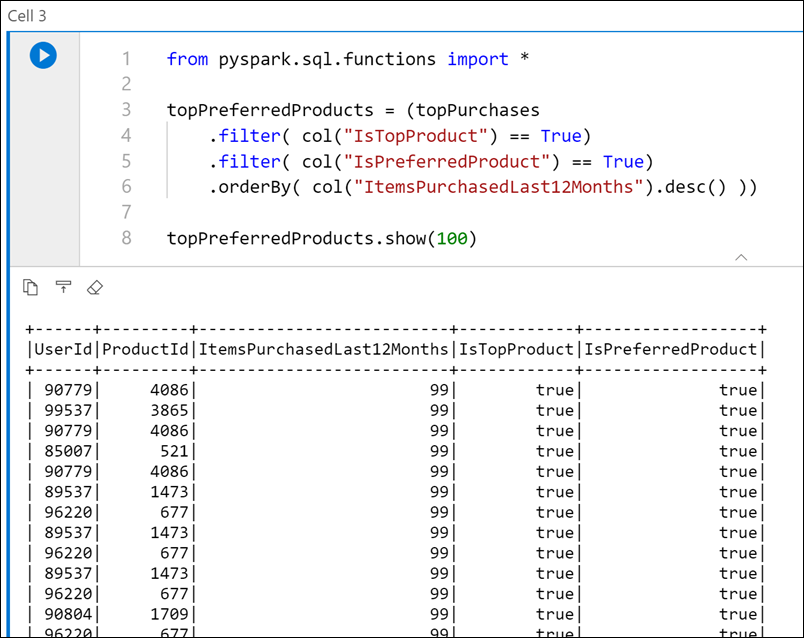 Cell 3
1 from pyspark.sql.functions import *
2
3 topPreferredProducts = (topPurchases
4 .filter( col("IsTopProduct") == True)
5 .filter( col("IsPreferredProduct") == True)
6 .orderBy( col("ItemsPurchasedLast12Months").desc() ))
7
8 topPreferredProducts.show(100)
+------+---------+--------------------------+------------+------------------+
|UserId|ProductId|ItemsPurchasedLast12Months|IsTopProduct|IsPreferredProduct|
+------+---------+--------------------------+------------+------------------+
| 90779|     4086|                        99|        true|              true|
| 99537|     3865|                        99|        true|              true|
| 90779|     4086|                        99|        true|              true|
| 85007|      521|                        99|        true|              true|
| 90779|     4086|                        99|        true|              true|
| 89537|     1473|                        99|        true|              true|
| 96220|      677|                        99|        true|              true|
| 89537|     1473|                        99|        true|              true|
| 96220|      677|                        99|        true|              true|
| 89537|     1473|                        99|        true|              true|
| 96220|      677|                        99|        true|              true|
| 90804|     1709|                        99|        true|              true|
| 96220|      677|                        99|        true|              true|